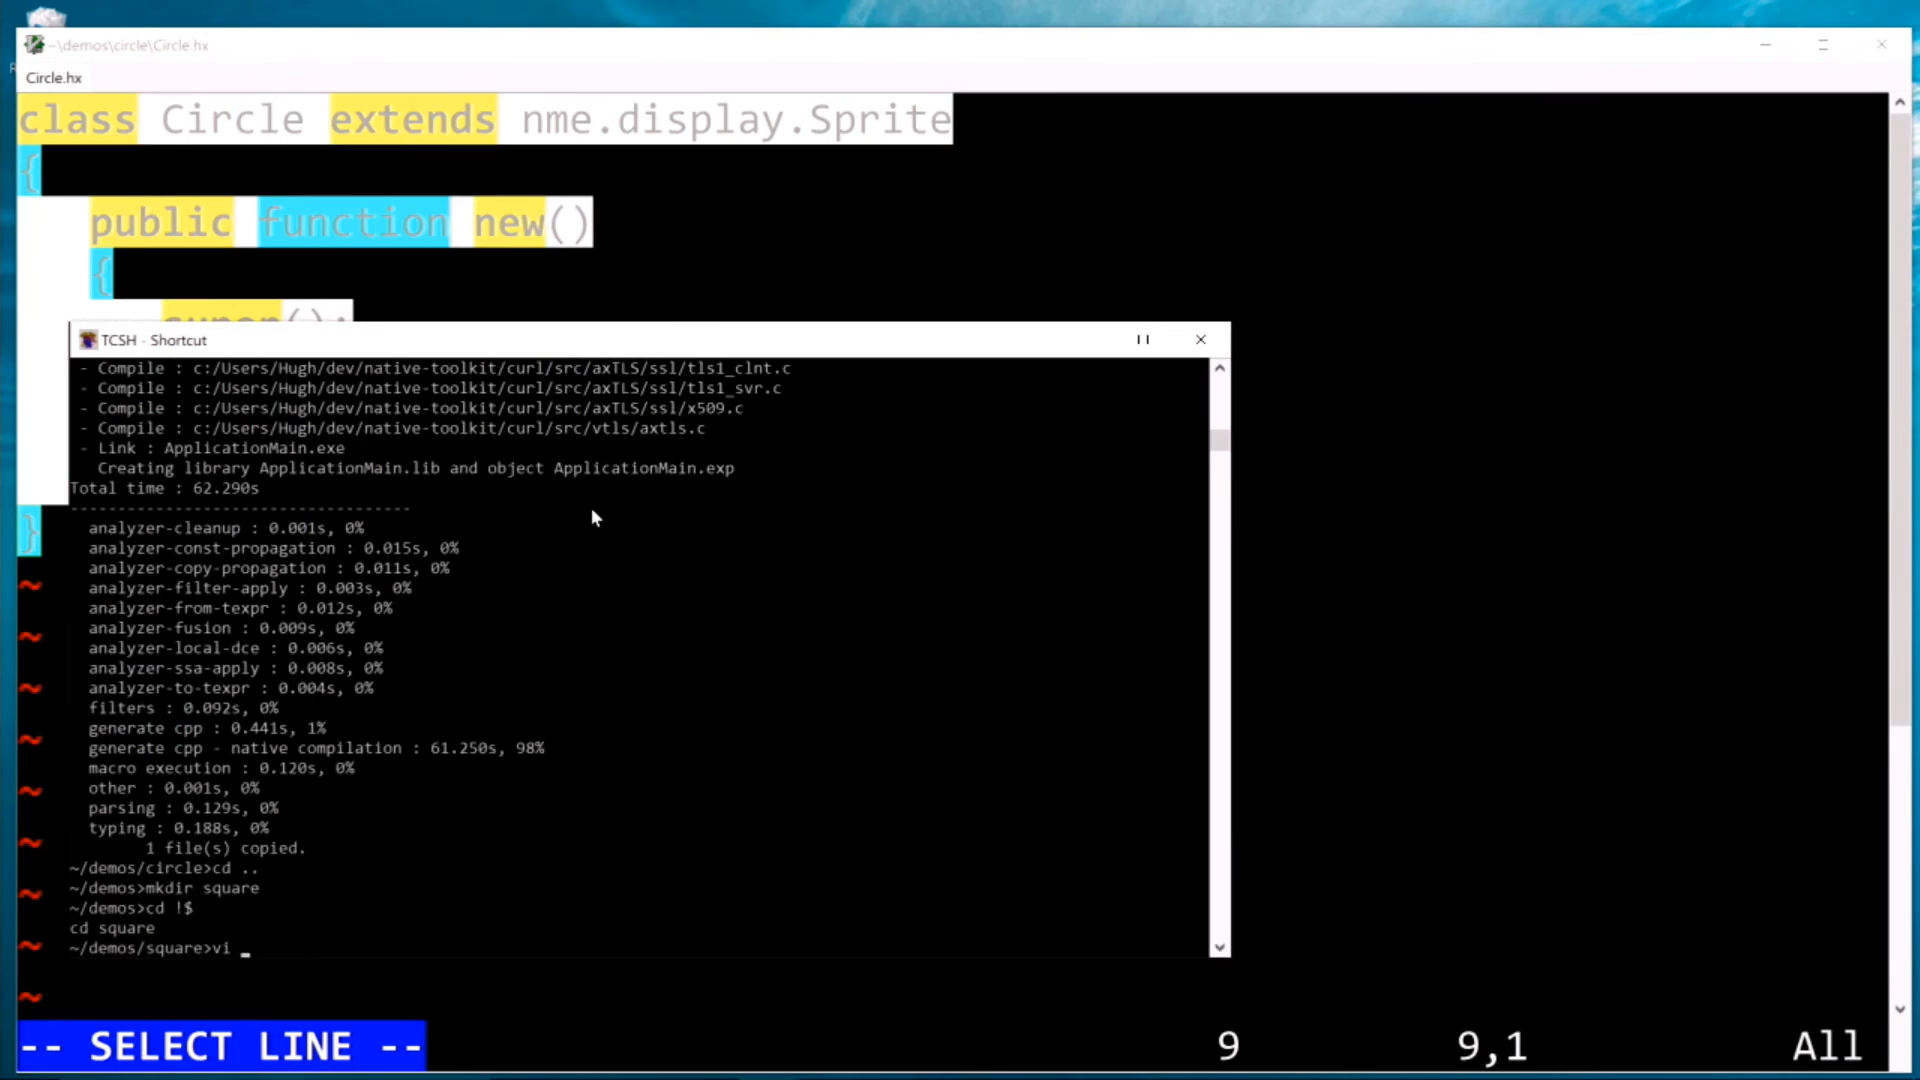 ~\demos\circle\Circle.hx
Circle.hx
class Circle extends nme.display.Sprite
{
public function new()
{
super();
TCSH - Shortcut
- Compile : c:/Users/Hugh/dev/native-toolkit/curl/src/axTLS/ssl/tls1_clnt.c
- Compile : c:/Users/Hugh/dev/native-toolkit/curl/src/axTLS/ssl/tls1_svr.c
- Compile : c:/Users/Hugh/dev/native-toolkit/curl/src/axTLS/ssl/x509.c
- Compile : c:/Users/Hugh/dev/native-toolkit/curl/src/vtls/axtls.c
- Link : ApplicationMain.exe
Creating library ApplicationMain.lib and object ApplicationMain.exp
Total time : 62.290s
------------------------------------
analyzer-cleanup : 0.001s, 0%
analyzer-const-propagation : 0.015s, 0%
analyzer-copy-propagation : 0.011s, 0%
analyzer-filter-apply : 0.003s, 0%
analyzer-from-texpr : 0.012s, 0%
analyzer-fusion : 0.009s, 0%
analyzer-local-dce : 0.006s, 0%
analyzer-ssa-apply : 0.008s, 0%
analyzer-to-texpr : 0.004s, 0%
filters : 0.092s, 0%
generate cpp : 0.441s, 1%
generate cpp - native compilation : 61.250s, 98%
macro execution : 0.120s, 0%
other : 0.001s, 0%
parsing : 0.129s, 0%
typing : 0.188s, 0%
1 file(s) copied.
~/demos/circle>cd ..
~/demos>mkdir square
~/demos>cd !$
cd square
~/demos/square>vi _
}
~
~
~
~
~
~
~
~
~
-- SELECT LINE -- 9 9,1 All